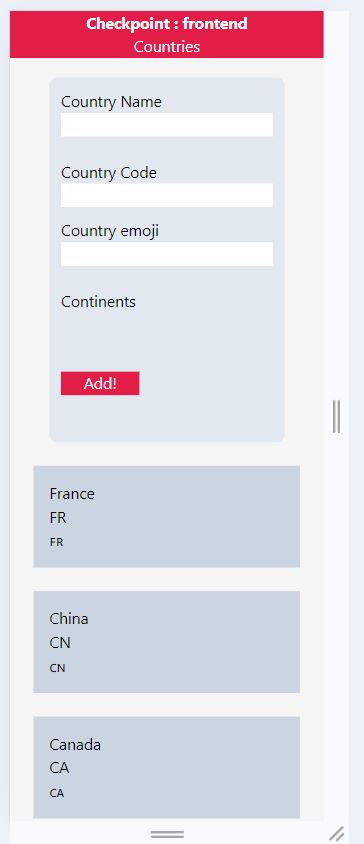 Checkpoint : frontend
Countries
Country Name
Country Code
Country emoji
Continents
Add!
France
FR
FR
China
CN
CN
Canada
CA
CA